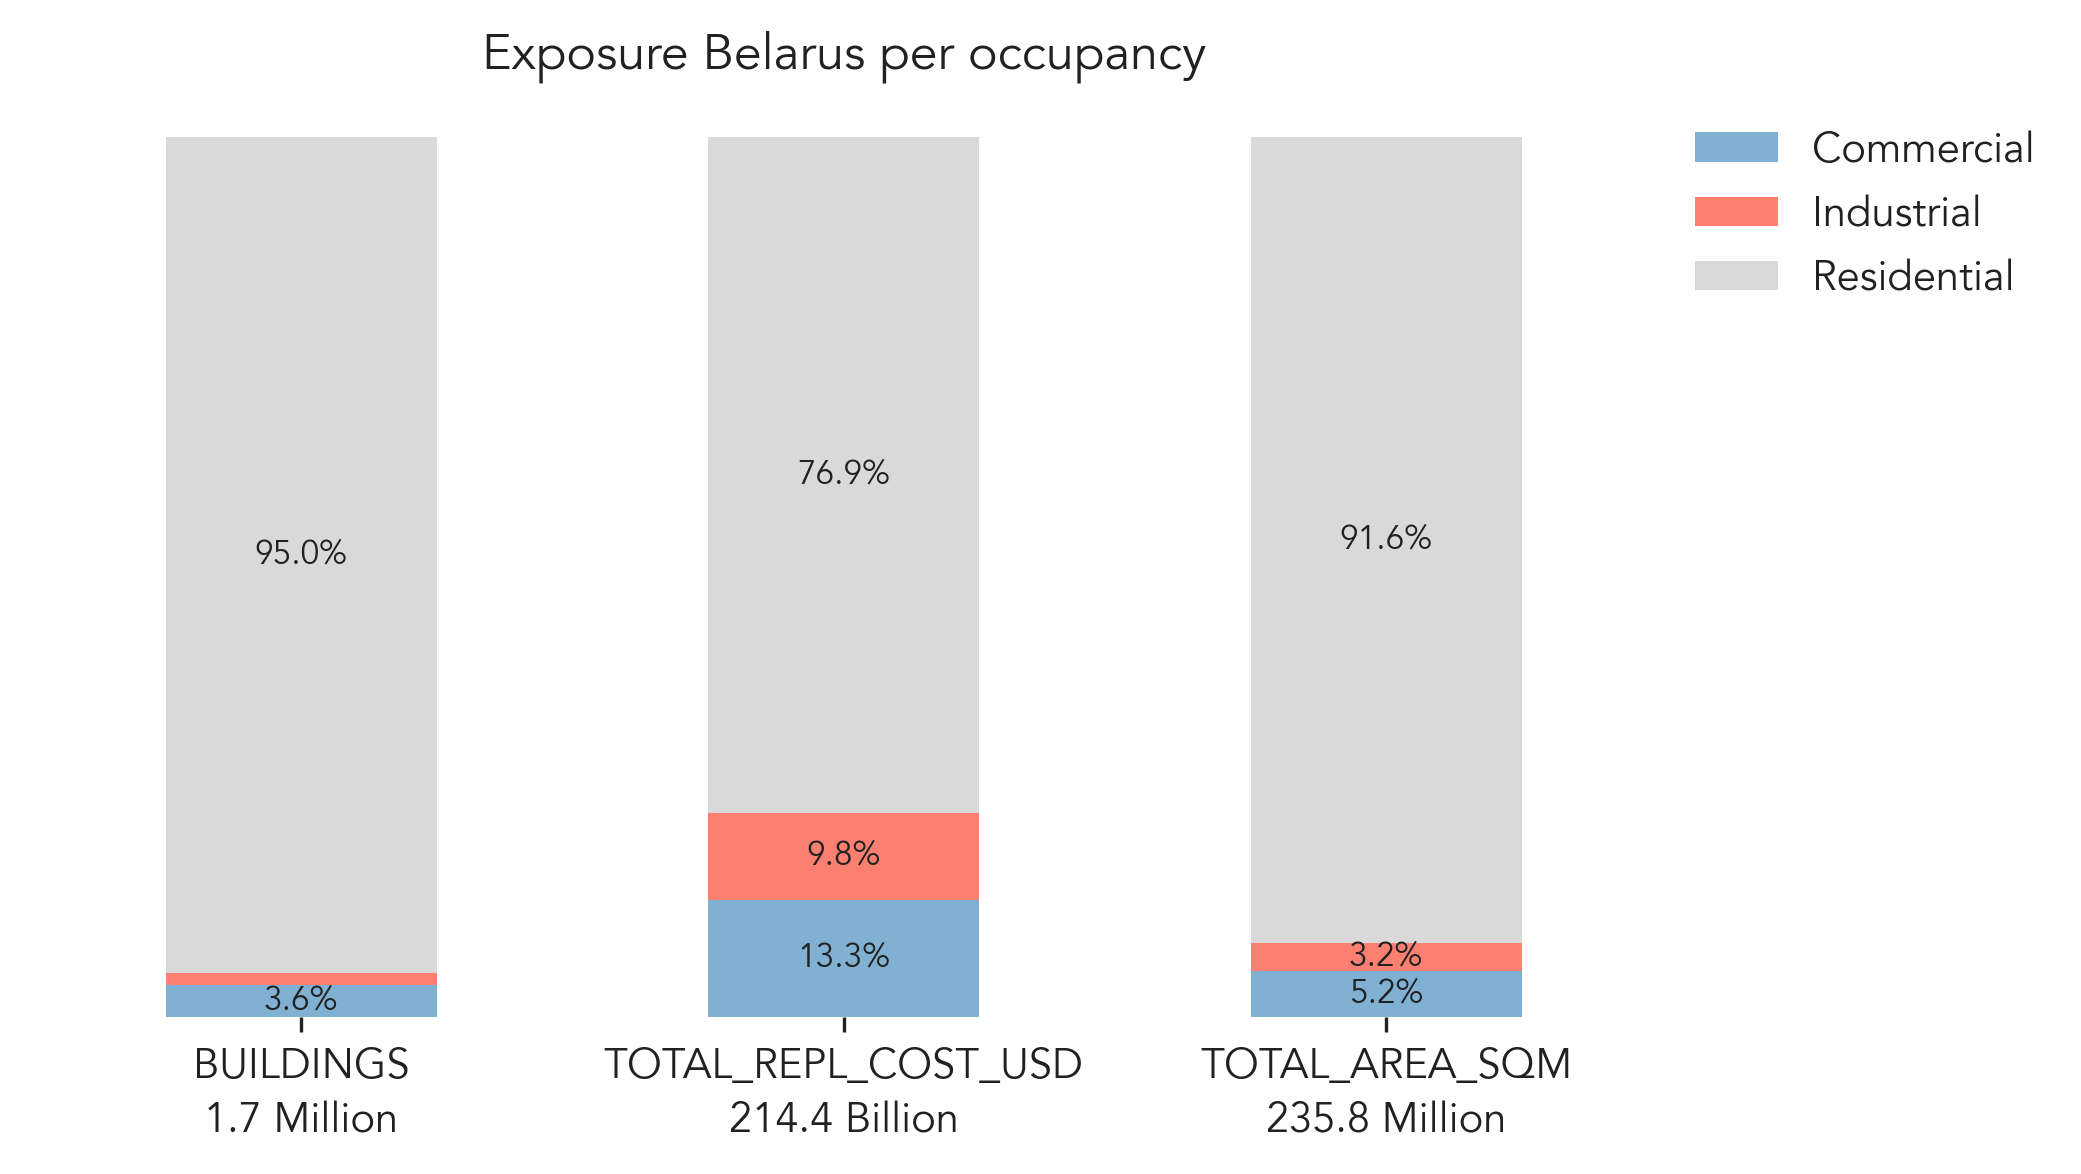 Exposure Belarus per occupancy
Commercial
Industrial
Residential
95.0%
3.6%
76.9%
9.8%
13.3%
91.6%
3.2%
5.2%
BUILDINGS
1.7 Million
TOTAL_REPL_COST_USD
214.4 Billion
TOTAL_AREA_SQM
235.8 Million